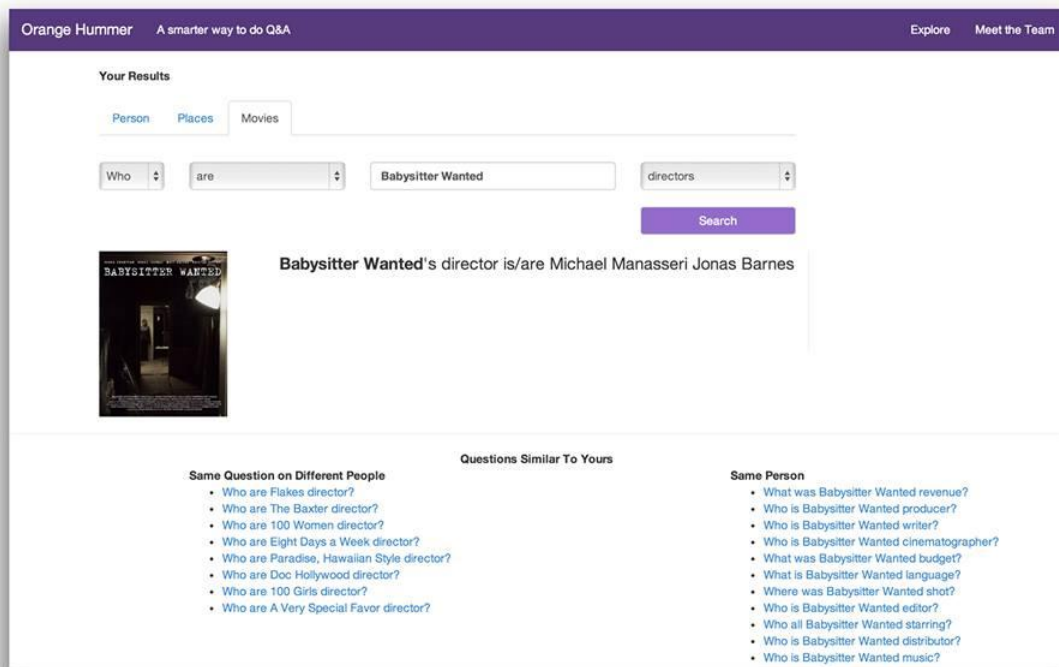 Orange Hummer A smarter way to do Q&A Explore Meet the Team
Your Results
Person Places Movies
Who are Babysitter Wanted directors
Search
BABYSITTER WANTED
Babysitter Wanted's director is/are Michael Manasseri Jonas Barnes
Questions Similar To Yours
Same Question on Different People
Who are Flakes director?
Who are The Baxter director?
Who are 100 Women director?
Who are Eight Days a Week director?
Who are Paradise, Hawaiian Style director?
Who are Doc Hollywood director?
Who are 100 Girls director?
Who are A Very Special Favor director?
Same Person
What was Babysitter Wanted revenue?
Who is Babysitter Wanted producer?
Who is Babysitter Wanted writer?
Who is Babysitter Wanted cinematographer?
What was Babysitter Wanted budget?
What is Babysitter Wanted language?
Where was Babysitter Wanted shot?
Who is Babysitter Wanted editor?
Who all Babysitter Wanted starring?
Who is Babysitter Wanted distributor?
Who is Babysitter Wanted music?